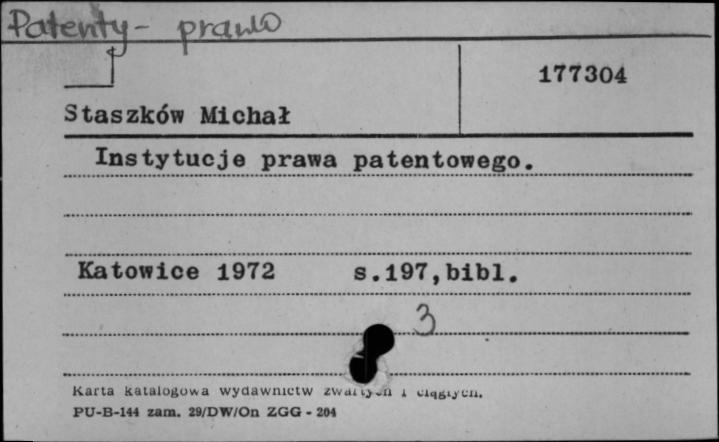 Patenty - prawo
177304
Staszków Michał
Instytucje prawa patentowego.
Katowice 1972 s.197,bibl.
3
Karta katalogowa wydawnictw zwartych i ciągłych.
PU-B-144 zam. 29/DW/On ZGG - 204